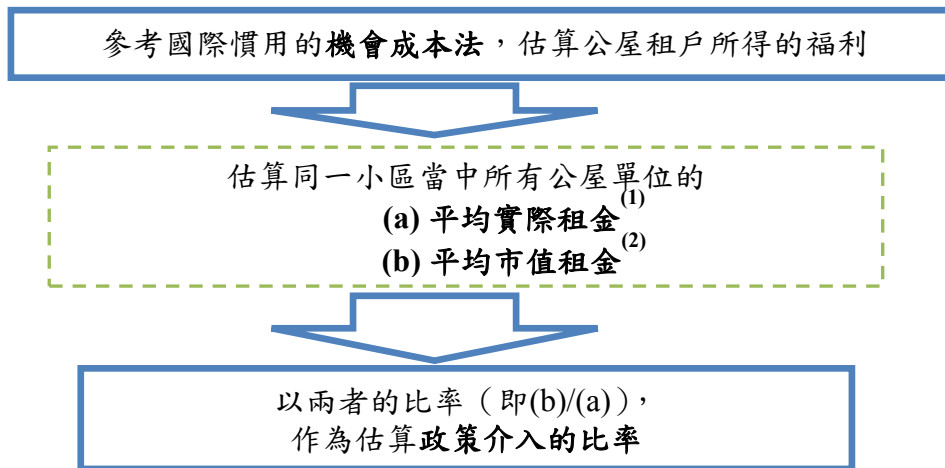 參考國際慣用的機會成本法，估算公屋租戶所得的福利
估算同一小區當中所有公屋單位的
(a) 平均實際租金(1)
(b) 平均市值租金(2)
以兩者的比率（即(b)/(a)），
作為估算政策介入的比率